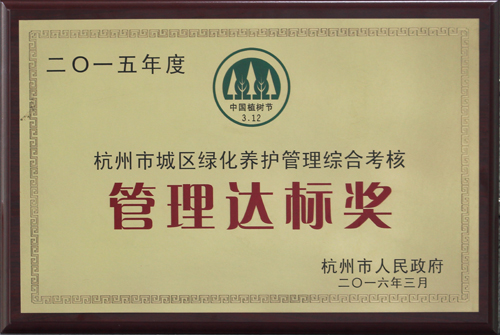 二〇一五年度
中国植树节
3.12
杭州市城区绿化养护管理综合考核
管理达标奖
杭州市人民政府
二〇一六年三月